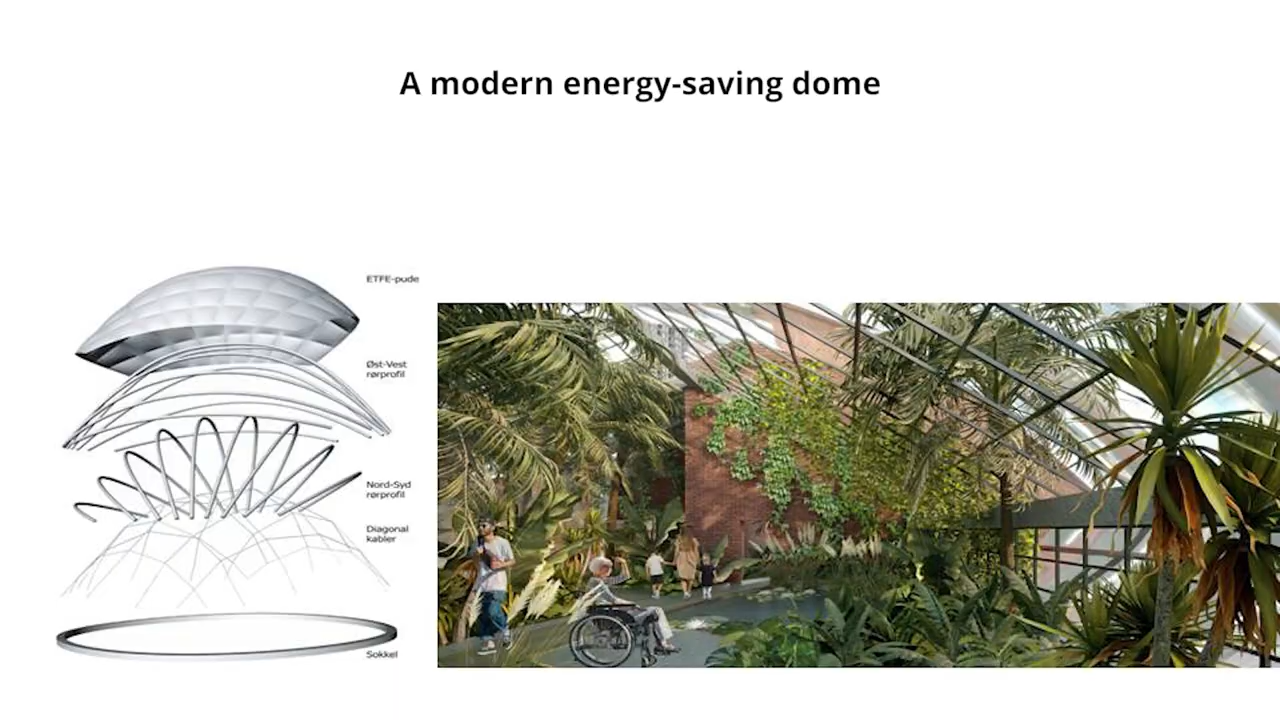 A modern energy-saving dome
ETFE-pude
Øst-Vest
rørprofil
Nord-Syd
rørprofil
Diagonal
kabler
Sokkel